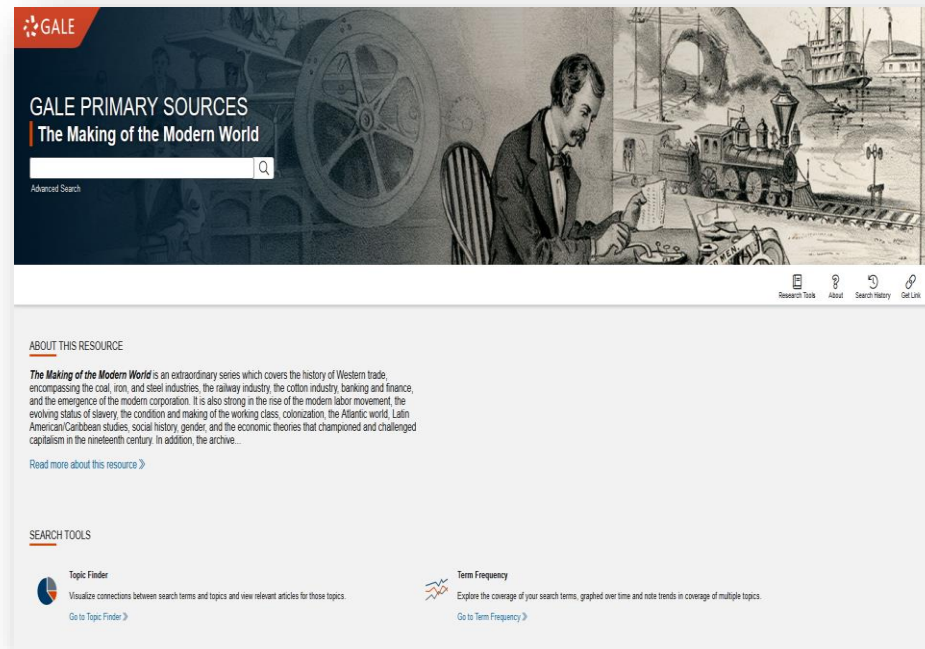 GALE
GALE PRIMARY SOURCES
The Making of the Modern World
Advanced Search
Research Tools
About
Search History
Get Link
ABOUT THIS RESOURCE
The Making of the Modern World is an extraordinary series which covers the history of Western trade,
encompassing the coal, iron, and steel industries, the railway industry, the cotton industry, banking and finance,
and the emergence of the modern corporation. It is also strong in the rise of the modern labor movement, the
evolving status of slavery, the condition and making of the working class, colonization, the Atlantic world, Latin
American/Caribbean studies, social history, gender, and the economic theories that championed and challenged
capitalism in the nineteenth century. In addition, the archive...
Read more about this resource »
SEARCH TOOLS
Topic Finder
Visualize connections between search terms and topics and view relevant articles for those topics.
Go to Topic Finder »
Term Frequency
Explore the coverage of your search terms, graphed over time and note trends in coverage of multiple topics.
Go to Term Frequency »